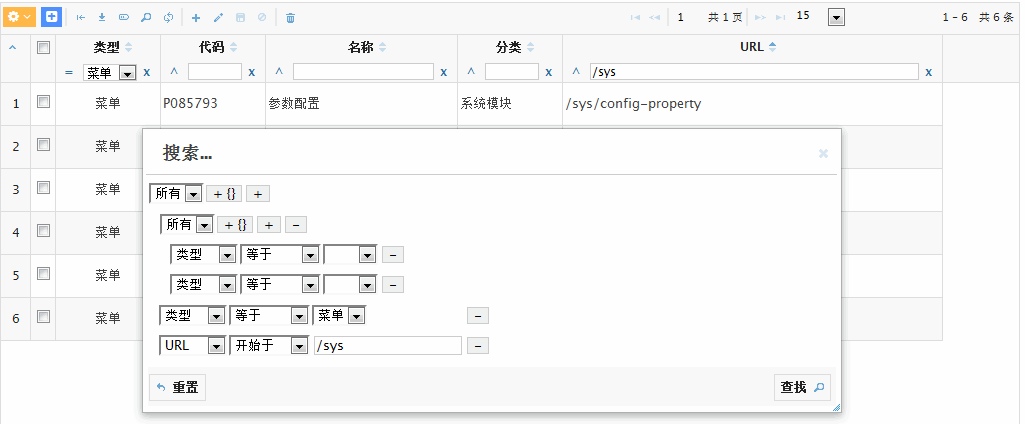 1 共 1 页 15 1 - 6 共 6 条
类型 代码 名称 分类 URL
= 菜单 x ^ x ^ x ^ x ^ /sys x
1 菜单 P085793 参数配置 系统模块 /sys/config-property
2 菜单
搜索...
3 菜单
所有 + {} +
4 菜单
所有 + {} + -
类型 等于 -
5 菜单
类型 等于 -
6 菜单
类型 等于 菜单 -
URL 开始于 /sys -
重置 查找